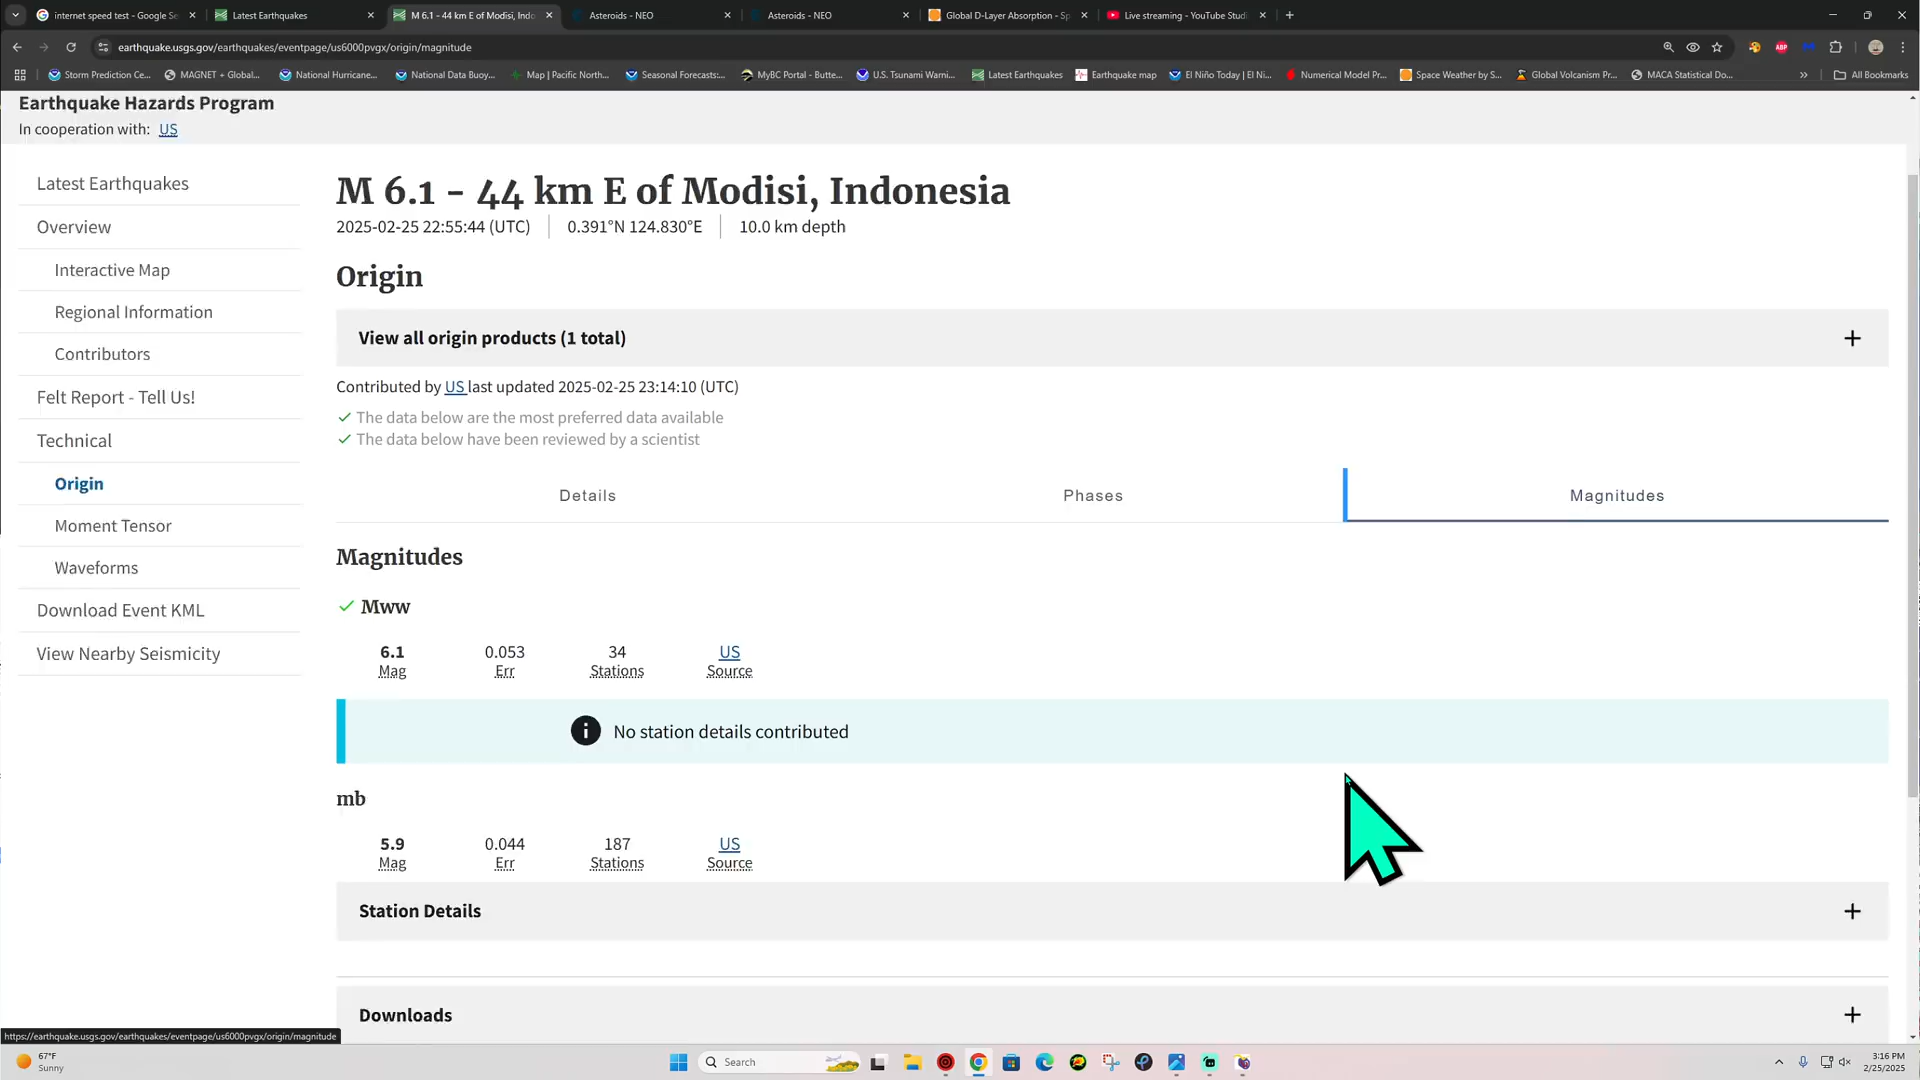 internet speed test - Google Se
Latest Earthquakes
M 6.1 - 44 km E of Modisi, Indo
Asteroids - NEO
Asteroids - NEO
Global D-Layer Absorption - Sp
Live streaming - YouTube Studi
earthquake.usgs.gov/earthquakes/eventpage/us6000pvgx/origin/magnitude
ABP
Storm Prediction Ce...
MAGNET + Global...
National Hurricane...
National Data Buoy...
Map | Pacific North...
Seasonal Forecasts:...
MyBC Portal - Butte...
U.S. Tsunami Warni...
Latest Earthquakes
Earthquake map
El Niño Today | El Ni...
Numerical Model Pr...
Space Weather by S...
Global Volcanism Pr...
MACA Statistical Do...
All Bookmarks
Earthquake Hazards Program
In cooperation with: US
Latest Earthquakes
Overview
Interactive Map
Regional Information
Contributors
Felt Report - Tell Us!
Technical
Origin
Moment Tensor
Waveforms
Download Event KML
View Nearby Seismicity
M 6.1 - 44 km E of Modisi, Indonesia
2025-02-25 22:55:44 (UTC) 0.391°N 124.830°E 10.0 km depth
Origin
View all origin products (1 total)
Contributed by US last updated 2025-02-25 23:14:10 (UTC)
The data below are the most preferred data available
The data below have been reviewed by a scientist
Details Phases Magnitudes
Magnitudes
Mww
6.1 0.053 34 US
Mag Err Stations Source
No station details contributed
mb
5.9 0.044 187 US
Mag Err Stations Source
Station Details
Downloads
https://earthquake.usgs.gov/earthquakes/eventpage/us6000pvgx/origin/magnitude
67°F
Sunny
Search
3:16 PM
2/25/2025